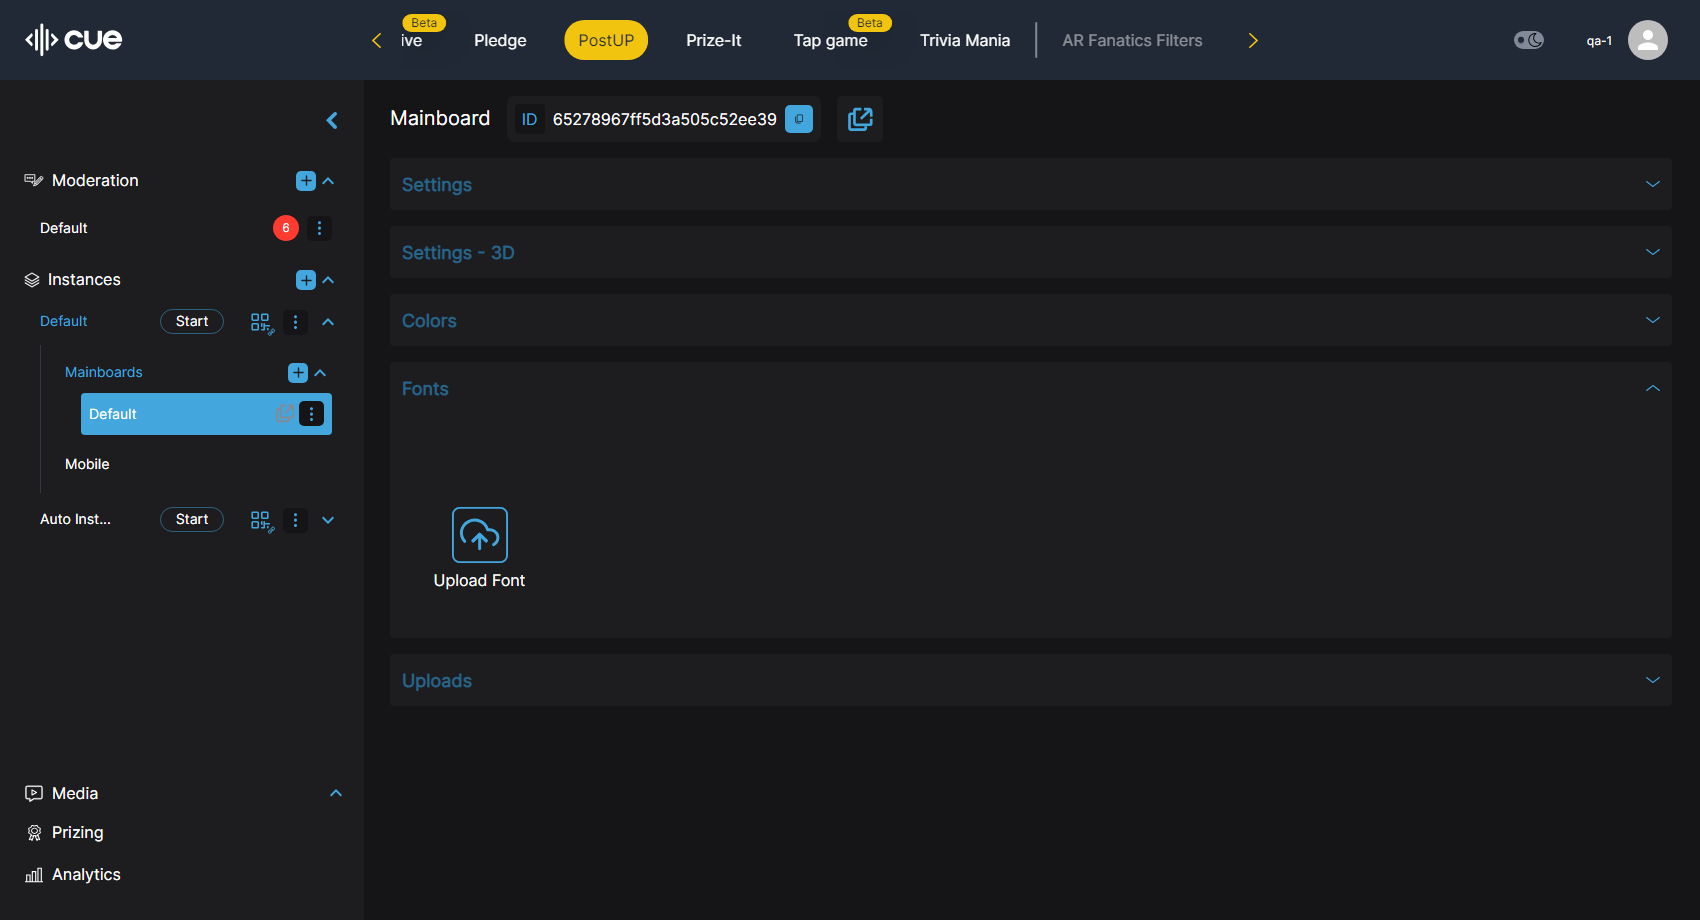 cue
Beta
ive
Pledge
PostUP
Prize-It
Beta
Tap game
Trivia Mania
AR Fanatics Filters
qa-1
Mainboard
ID 65278967ff5d3a505c52ee39
Moderation
Default
6
Instances
Default
Start
Mainboards
Default
Mobile
Auto Inst...
Start
Media
Prizing
Analytics
Settings
Settings - 3D
Colors
Fonts
Upload Font
Uploads